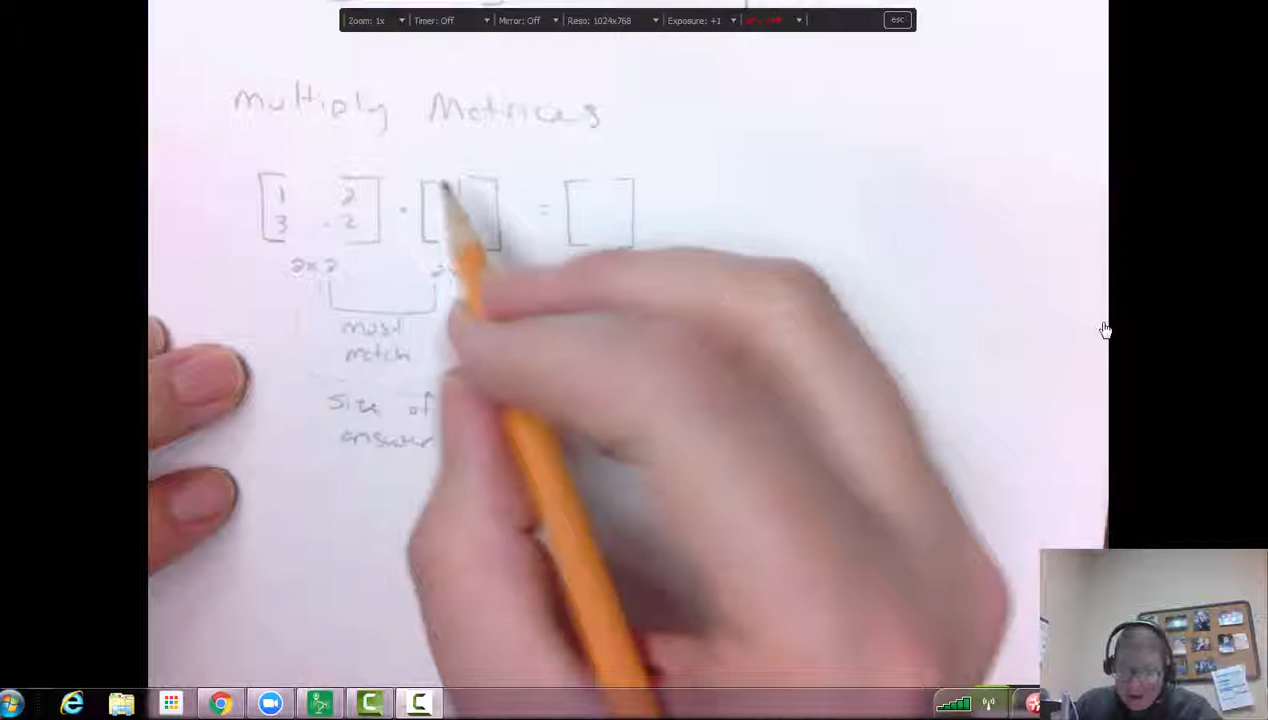 Zoom: 1x Timer: Off Mirror: Off Reso: 1024x768 Exposure: +1 esc
Multiply Matrices
1 2 · =
3 -2
2x2 2x
must
match
size of
answer